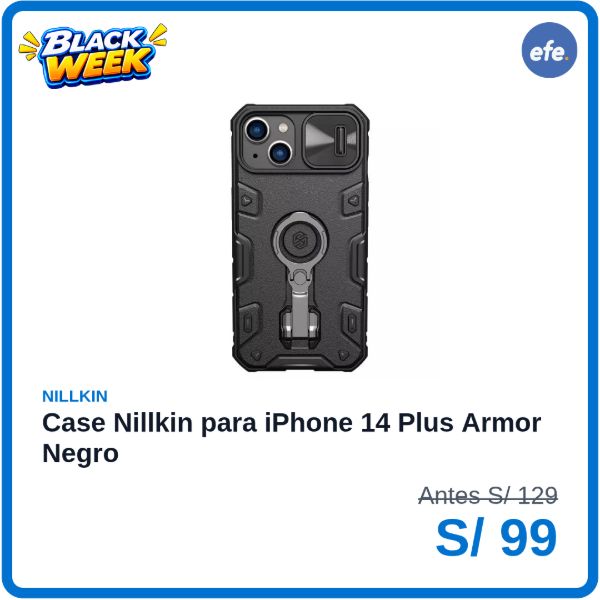 BLACK
WEEK
efe.
NILLKIN
Case Nillkin para iPhone 14 Plus Armor
Negro
Antes S/ 129
S/ 99